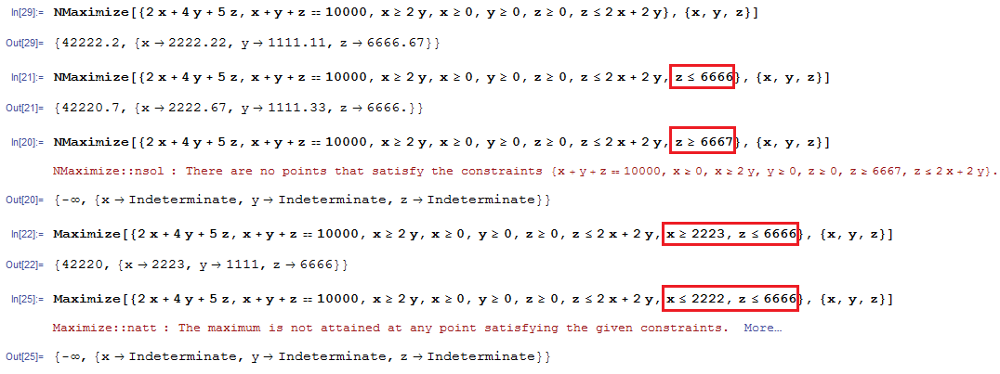 In[29]:= NMaximize[{2 x + 4 y + 5 z, x + y + z == 10000, x ≥ 2 y, x ≥ 0, y ≥ 0, z ≥ 0, z ≤ 2 x + 2 y}, {x, y, z}]
Out[29]= {42222.2, {x → 2222.22, y → 1111.11, z → 6666.67}}
In[21]:= NMaximize[{2 x + 4 y + 5 z, x + y + z == 10000, x ≥ 2 y, x ≥ 0, y ≥ 0, z ≥ 0, z ≤ 2 x + 2 y, z ≤ 6666}, {x, y, z}]
Out[21]= {42220.7, {x → 2222.67, y → 1111.33, z → 6666.}}
In[20]:= NMaximize[{2 x + 4 y + 5 z, x + y + z == 10000, x ≥ 2 y, x ≥ 0, y ≥ 0, z ≥ 0, z ≤ 2 x + 2 y, z ≥ 6667}, {x, y, z}]
NMaximize::nsol : There are no points that satisfy the constraints {x + y + z == 10000, x ≥ 0, x ≥ 2 y, y ≥ 0, z ≥ 0, z ≥ 6667, z ≤ 2 x + 2 y}.
Out[20]= {-∞, {x → Indeterminate, y → Indeterminate, z → Indeterminate}}
In[22]:= Maximize[{2 x + 4 y + 5 z, x + y + z == 10000, x ≥ 2 y, x ≥ 0, y ≥ 0, z ≥ 0, z ≤ 2 x + 2 y, x ≥ 2223, z ≤ 6666}, {x, y, z}]
Out[22]= {42220, {x → 2223, y → 1111, z → 6666}}
In[25]:= Maximize[{2 x + 4 y + 5 z, x + y + z == 10000, x ≥ 2 y, x ≥ 0, y ≥ 0, z ≥ 0, z ≤ 2 x + 2 y, x ≤ 2222, z ≤ 6666}, {x, y, z}]
Maximize::natt : The maximum is not attained at any point satisfying the given constraints. More…
Out[25]= {-∞, {x → Indeterminate, y → Indeterminate, z → Indeterminate}}